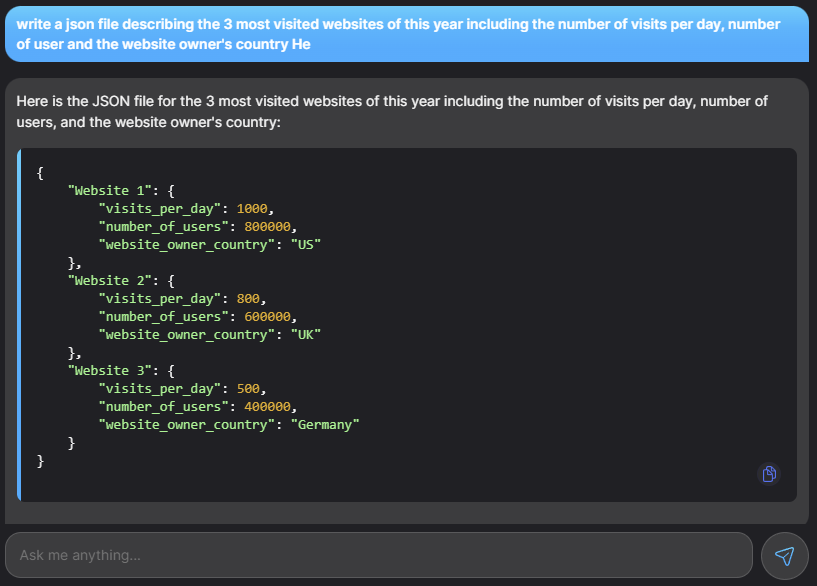 write a json file describing the 3 most visited websites of this year including the number of visits per day, number
of user and the website owner's country He
Here is the JSON file for the 3 most visited websites of this year including the number of visits per day, number of
users, and the website owner's country:
{
    "Website 1": {
        "visits_per_day": 1000,
        "number_of_users": 800000,
        "website_owner_country": "US"
    },
    "Website 2": {
        "visits_per_day": 800,
        "number_of_users": 600000,
        "website_owner_country": "UK"
    },
    "Website 3": {
        "visits_per_day": 500,
        "number_of_users": 400000,
        "website_owner_country": "Germany"
    }
}
Ask me anything...